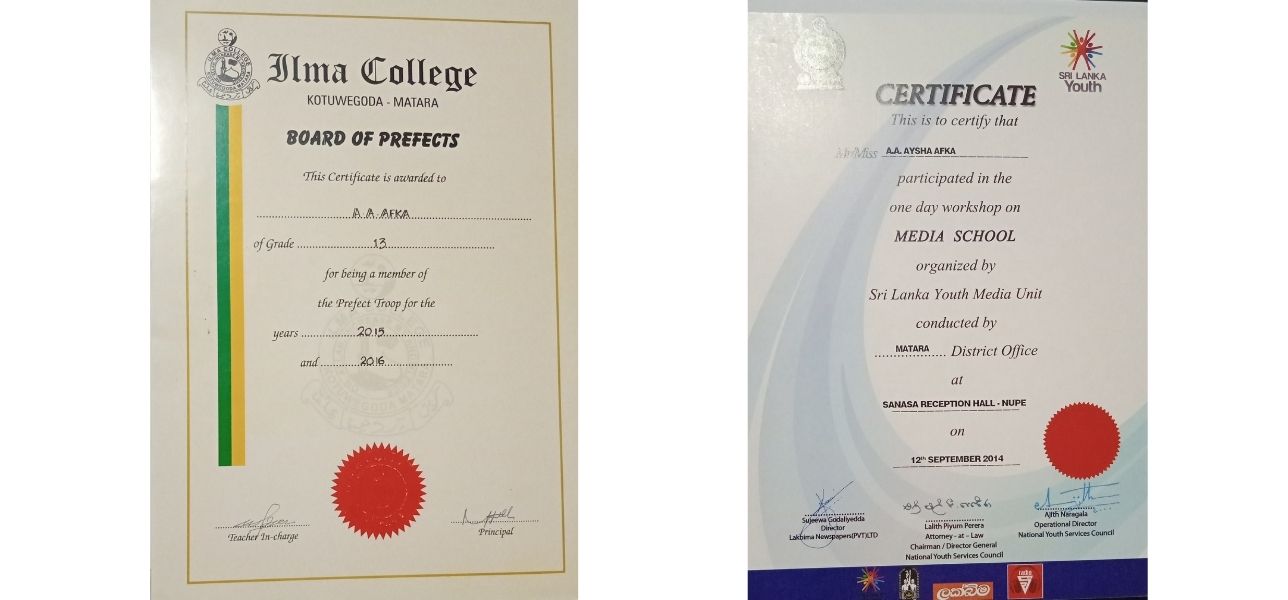 ILMA COLLEGE
Ilma College
KOTUWEGODA - MATARA
BOARD OF PREFECTS
This Certificate is awarded to
A.A. AFKA
of Grade 13
for being a member of
the Prefect Troop for the
years 2015
and 2016
Teacher In-charge
Principal
SRI LANKA
Youth
CERTIFICATE
This is to certify that
Mr/Miss A.A. AYSHA AFKA
participated in the
one day workshop on
MEDIA SCHOOL
organized by
Sri Lanka Youth Media Unit
conducted by
MATARA District Office
at
SANASA RECEPTION HALL - NUPE
on
12th SEPTEMBER 2014
Sujeewa Godaliyedda
Director
Lakbima Newspapers(PVT)LTD
Lalith Piyum Perera
Attorney - at - Law
Chairman / Director General
National Youth Services Council
Ajith Naragala
Operational Director
National Youth Services Council
ලක්බිම
radio